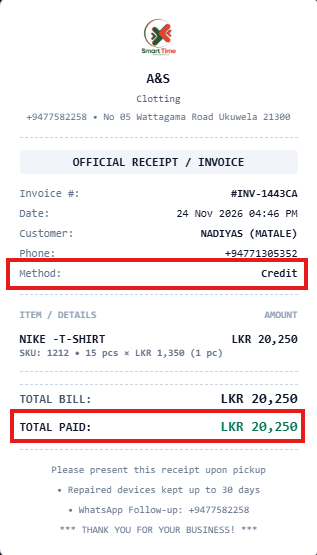 Smart Time
A&S
Clotting
+9477582258 • No 05 Wattagama Road Ukuwela 21300
OFFICIAL RECEIPT / INVOICE
Invoice #: #INV-1443CA
Date: 24 Nov 2026 04:46 PM
Customer: NADIYAS (MATALE)
Phone: +94771305352
Method: Credit
ITEM / DETAILS AMOUNT
NIKE -T-SHIRT LKR 20,250
SKU: 1212 • 15 pcs × LKR 1,350 (1 pc)
TOTAL BILL: LKR 20,250
TOTAL PAID: LKR 20,250
Please present this receipt upon pickup
• Repaired devices kept up to 30 days
• WhatsApp Follow-up: +9477582258
*** THANK YOU FOR YOUR BUSINESS! ***